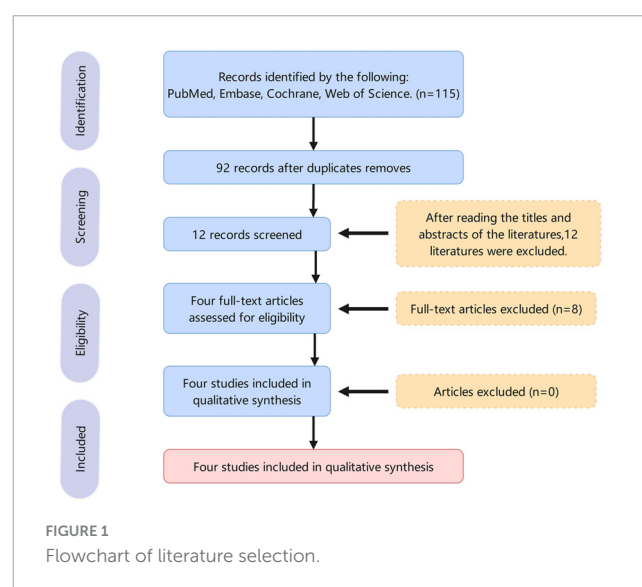 Identification
Records identified by the following:
PubMed, Embase, Cochrane, Web of Science. (n=115)
92 records after duplicates removes
Screening
12 records screened
After reading the titles and
abstracts of the literatures,12
literatures were excluded.
Eligibility
Four full-text articles
assessed for eligibility
Full-text articles excluded (n=8)
Four studies included in
qualitative synthesis
Articles excluded (n=0)
Included
Four studies included in qualitative synthesis
FIGURE 1
Flowchart of literature selection.